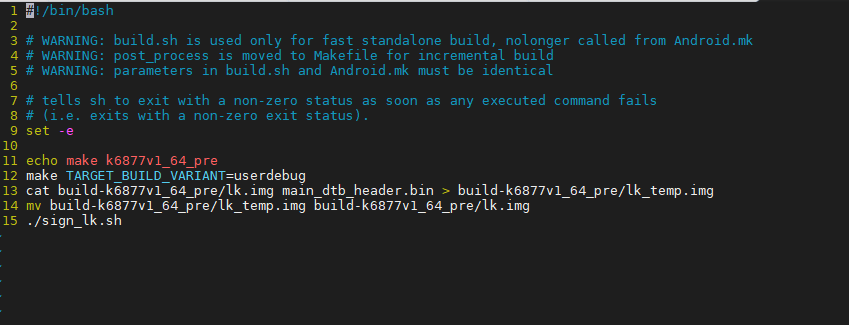 1 #!/bin/bash
2
3 # WARNING: build.sh is used only for fast standalone build, nolonger called from Android.mk
4 # WARNING: post_process is moved to Makefile for incremental build
5 # WARNING: parameters in build.sh and Android.mk must be identical
6
7 # tells sh to exit with a non-zero status as soon as any executed command fails
8 # (i.e. exits with a non-zero exit status).
9 set -e
10
11 echo make k6877v1_64_pre
12 make TARGET_BUILD_VARIANT=userdebug
13 cat build-k6877v1_64_pre/lk.img main_dtb_header.bin > build-k6877v1_64_pre/lk_temp.img
14 mv build-k6877v1_64_pre/lk_temp.img build-k6877v1_64_pre/lk.img
15 ./sign_lk.sh